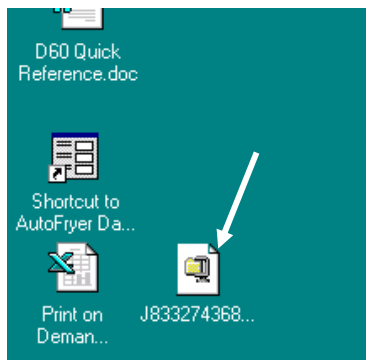 D60 Quick
Reference.doc
Shortcut to
AutoFryer Da...
Print on
Deman...
J833274368...